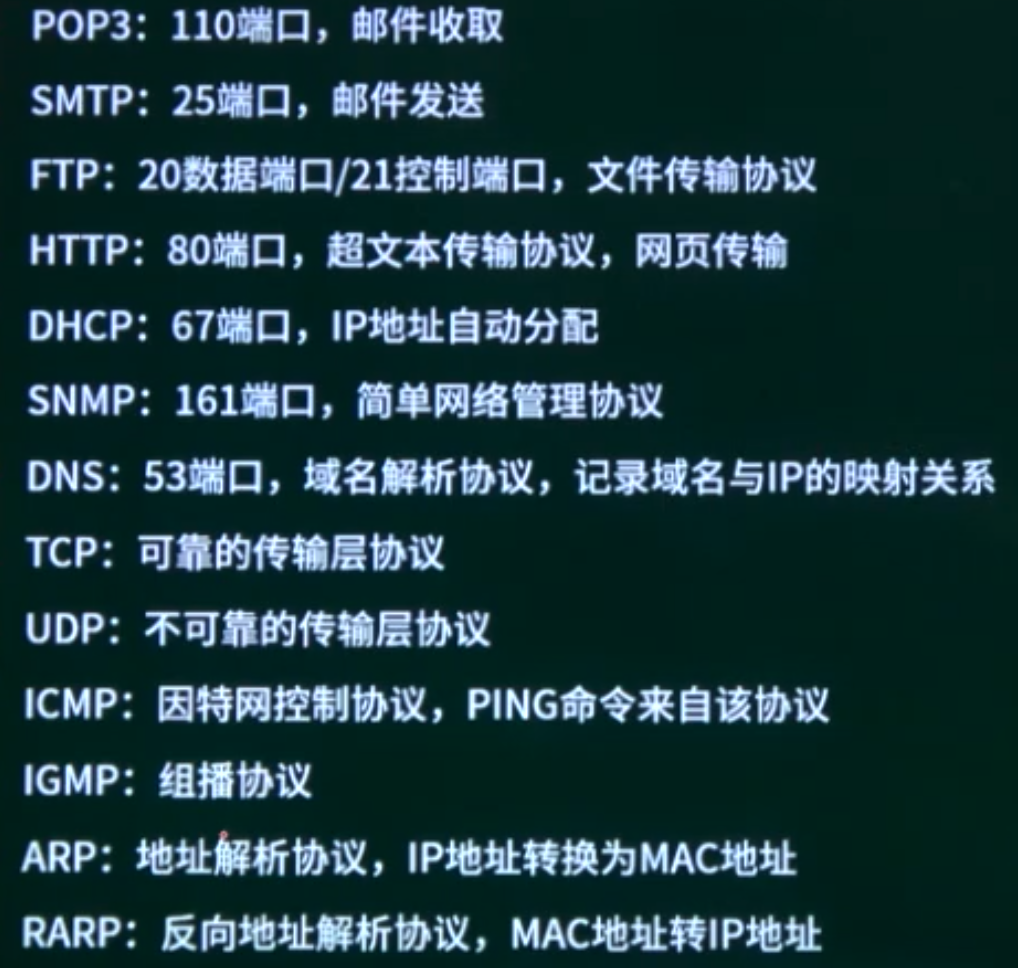 POP3：110端口，邮件收取
SMTP：25端口，邮件发送
FTP：20数据端口/21控制端口，文件传输协议
HTTP：80端口，超文本传输协议，网页传输
DHCP：67端口，IP地址自动分配
SNMP：161端口，简单网络管理协议
DNS：53端口，域名解析协议，记录域名与IP的映射关系
TCP：可靠的传输层协议
UDP：不可靠的传输层协议
ICMP：因特网控制协议，PING命令来自该协议
IGMP：组播协议
ARP：地址解析协议，IP地址转换为MAC地址
RARP：反向地址解析协议，MAC地址转IP地址